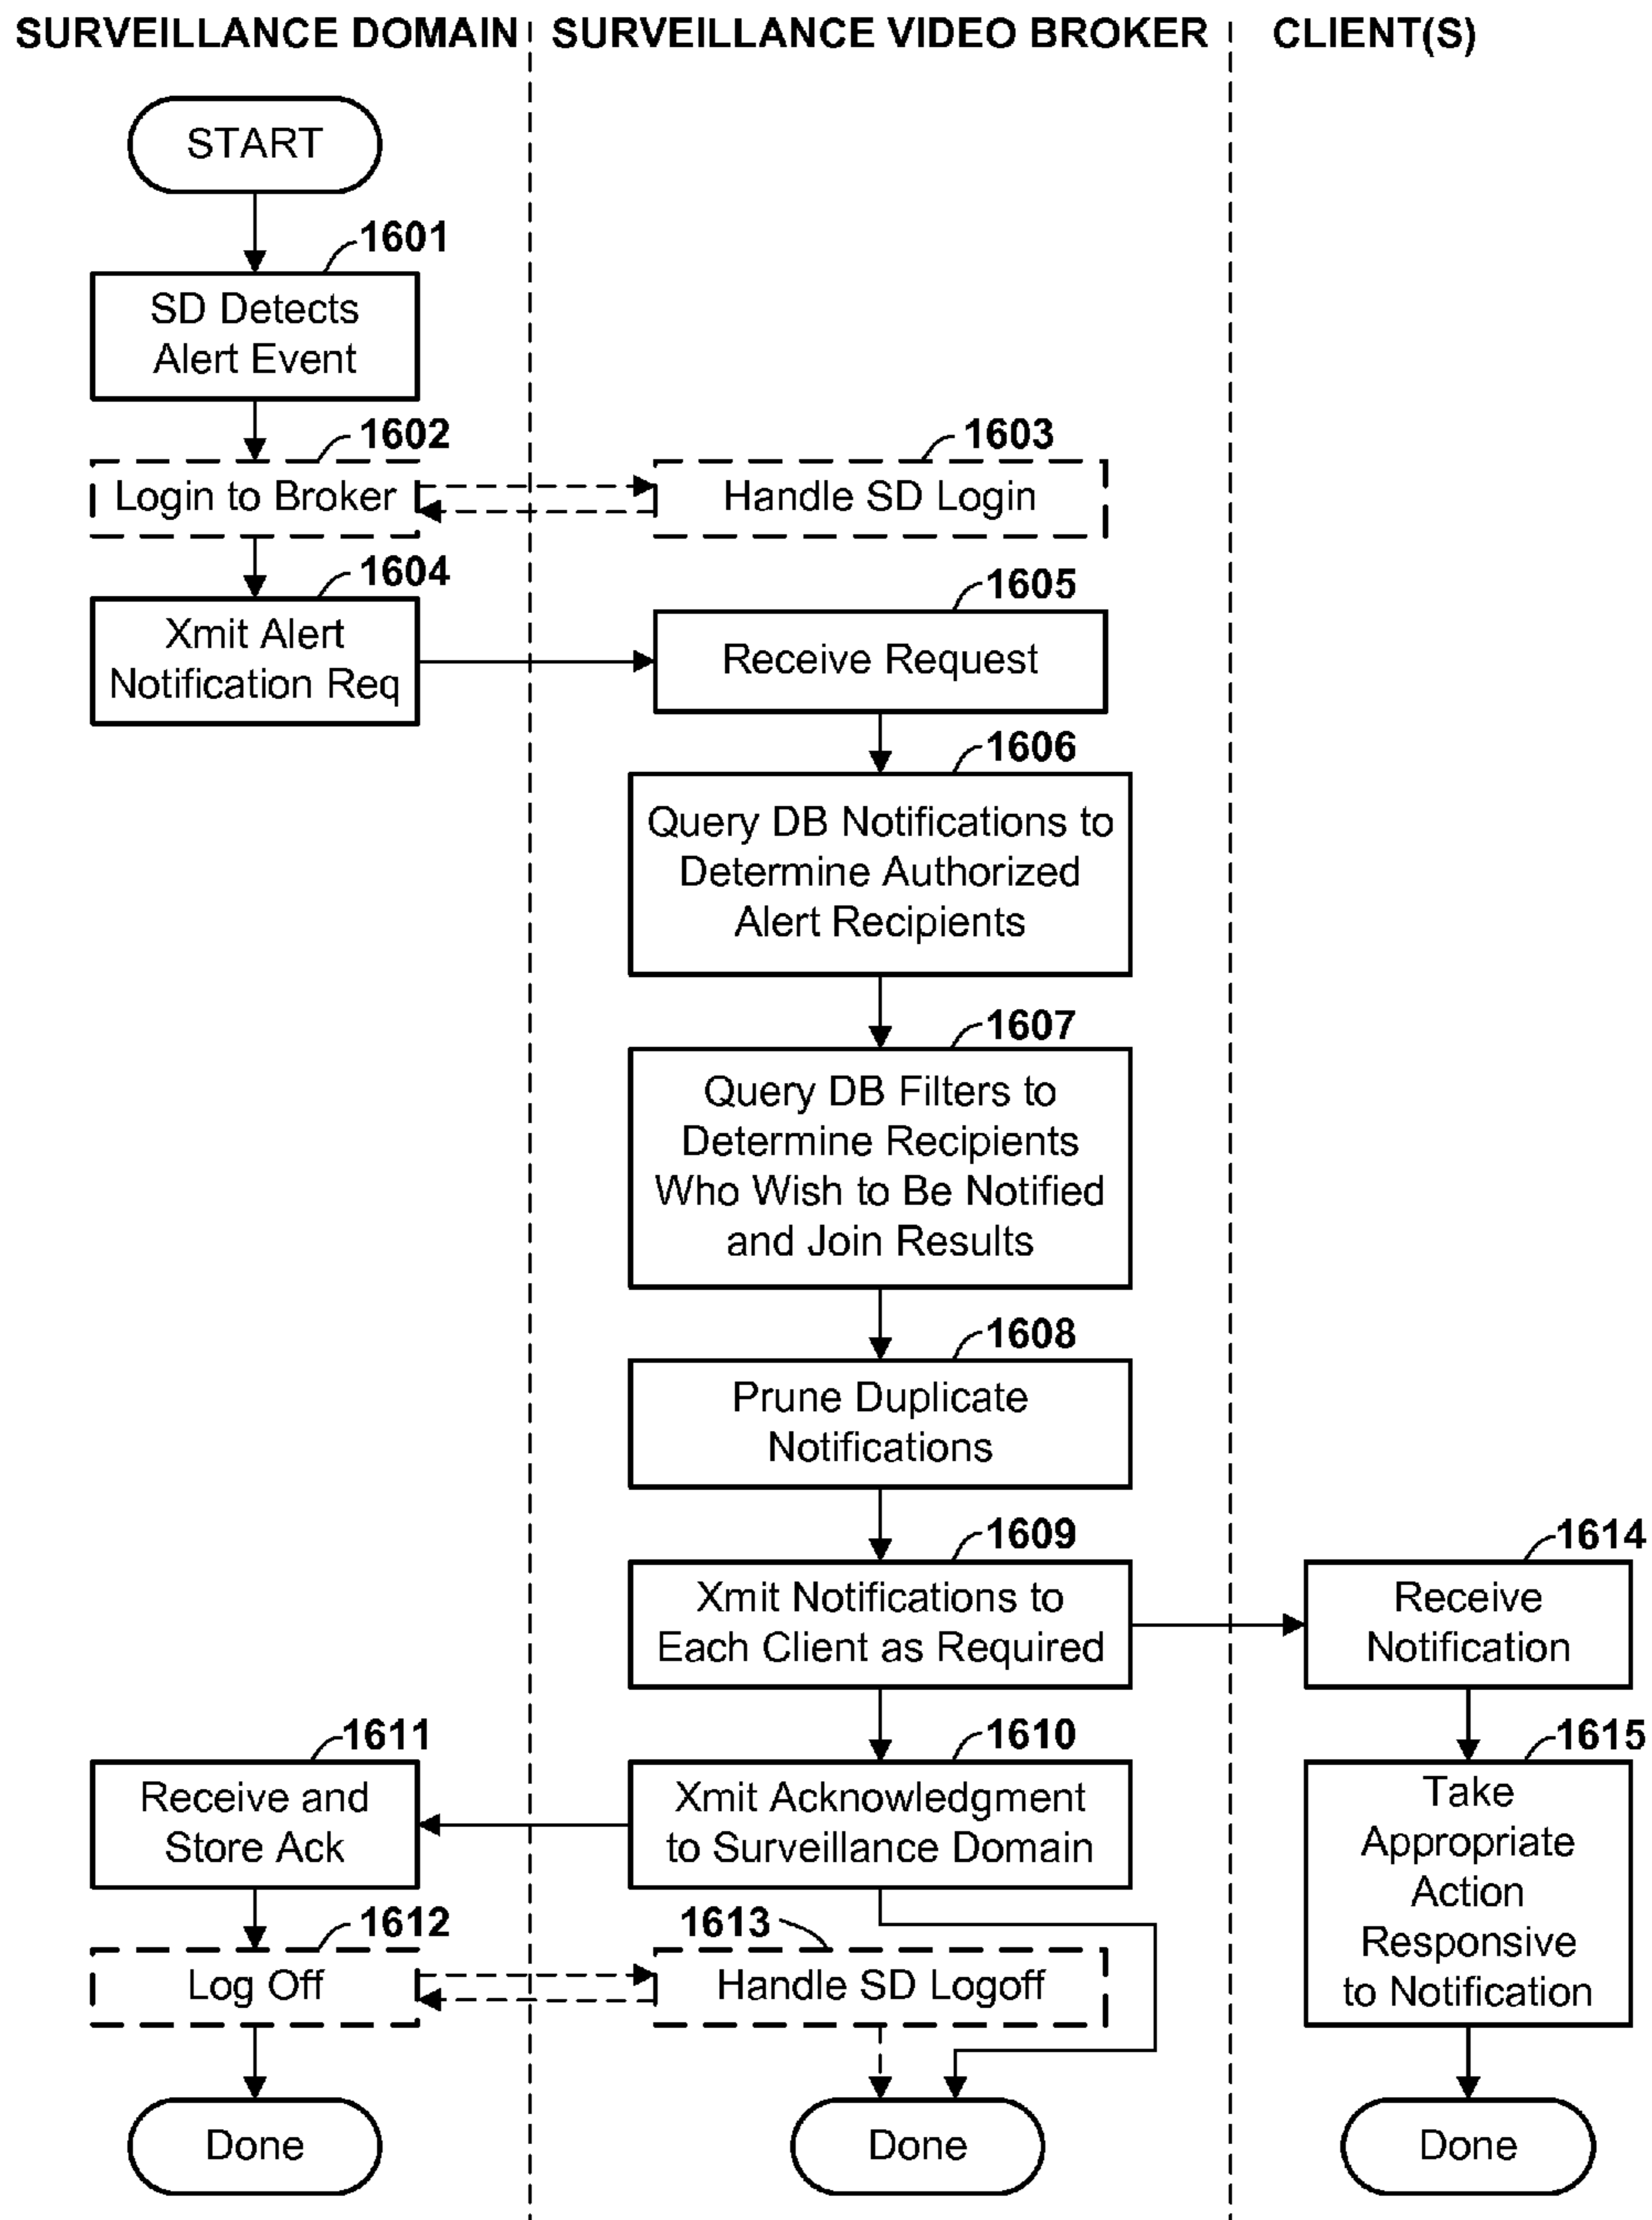 SURVEILLANCE DOMAIN
SURVEILLANCE VIDEO BROKER
CLIENT(S)
START
1601
SD Detects
Alert Event
1602
Login to Broker
1603
Handle SD Login
1604
Xmit Alert
Notification Req
1605
Receive Request
1606
Query DB Notifications to
Determine Authorized
Alert Recipients
1607
Query DB Filters to
Determine Recipients
Who Wish to Be Notified
and Join Results
1608
Prune Duplicate
Notifications
1609
Xmit Notifications to
Each Client as Required
1614
Receive
Notification
1610
Xmit Acknowledgment
to Surveillance Domain
1611
Receive and
Store Ack
1615
Take
Appropriate
Action
Responsive
to Notification
1612
Log Off
1613
Handle SD Logoff
Done
Done
Done